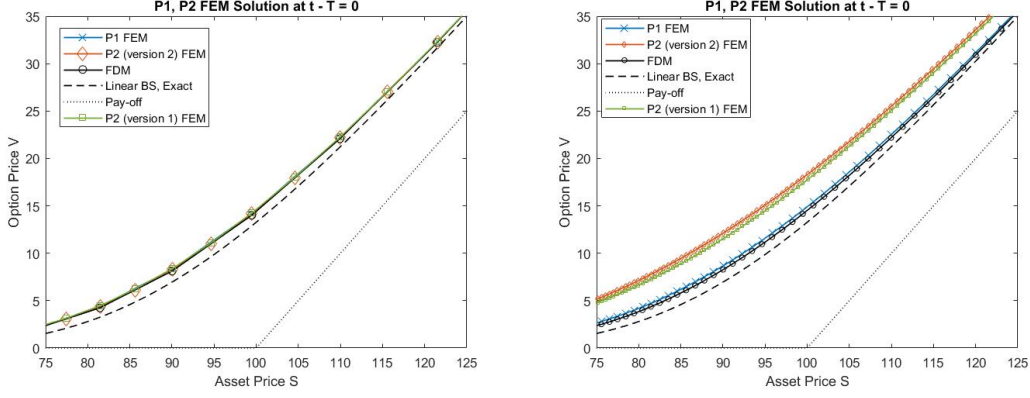 P1, P2 FEM Solution at t - T = 0
35
30
25
20
15
10
5
0
Option Price V
P1 FEM
P2 (version 2) FEM
FDM
Linear BS, Exact
Pay-off
P2 (version 1) FEM
75 80 85 90 95 100 105 110 115 120 125
Asset Price S
P1, P2 FEM Solution at t - T = 0
35
30
25
20
15
10
5
0
Option Price V
P1 FEM
P2 (version 2) FEM
FDM
Linear BS, Exact
Pay-off
P2 (version 1) FEM
75 80 85 90 95 100 105 110 115 120 125
Asset Price S